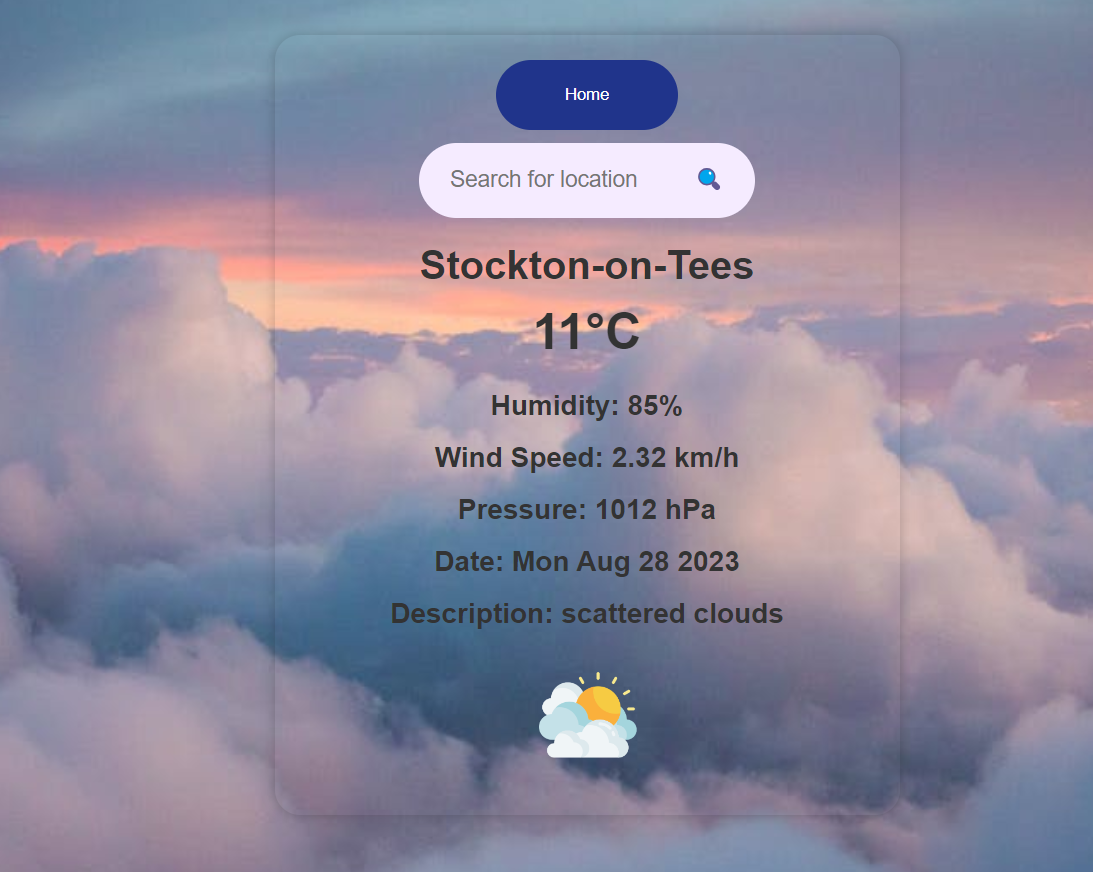 Home
Search for location
Stockton-on-Tees
11°C
Humidity: 85%
Wind Speed: 2.32 km/h
Pressure: 1012 hPa
Date: Mon Aug 28 2023
Description: scattered clouds